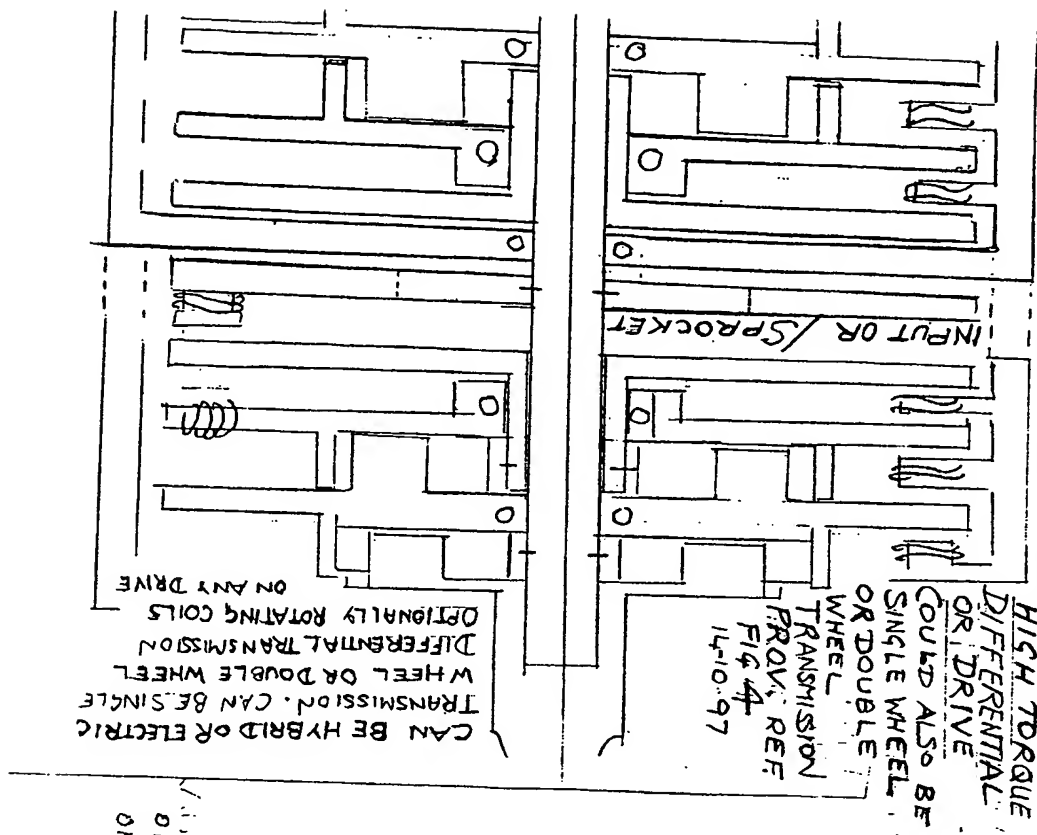 HIGH TORQUE
DIFFERENTIAL
OR DRIVE
COULD ALSO BE
SINGLE WHEEL
OR DOUBLE
WHEEL
TRANSMISSION
PROV. REF.
FIG 4
14-10-97
INPUT OR / SPROCKET
CAN BE HYBRID OR ELECTRIC
TRANSMISSION. CAN BE SINGLE
WHEEL OR DOUBLE WHEEL
DIFFERENTIAL TRANSMISSION
OPTIONALLY ROTATING COILS
ON ANY DRIVE